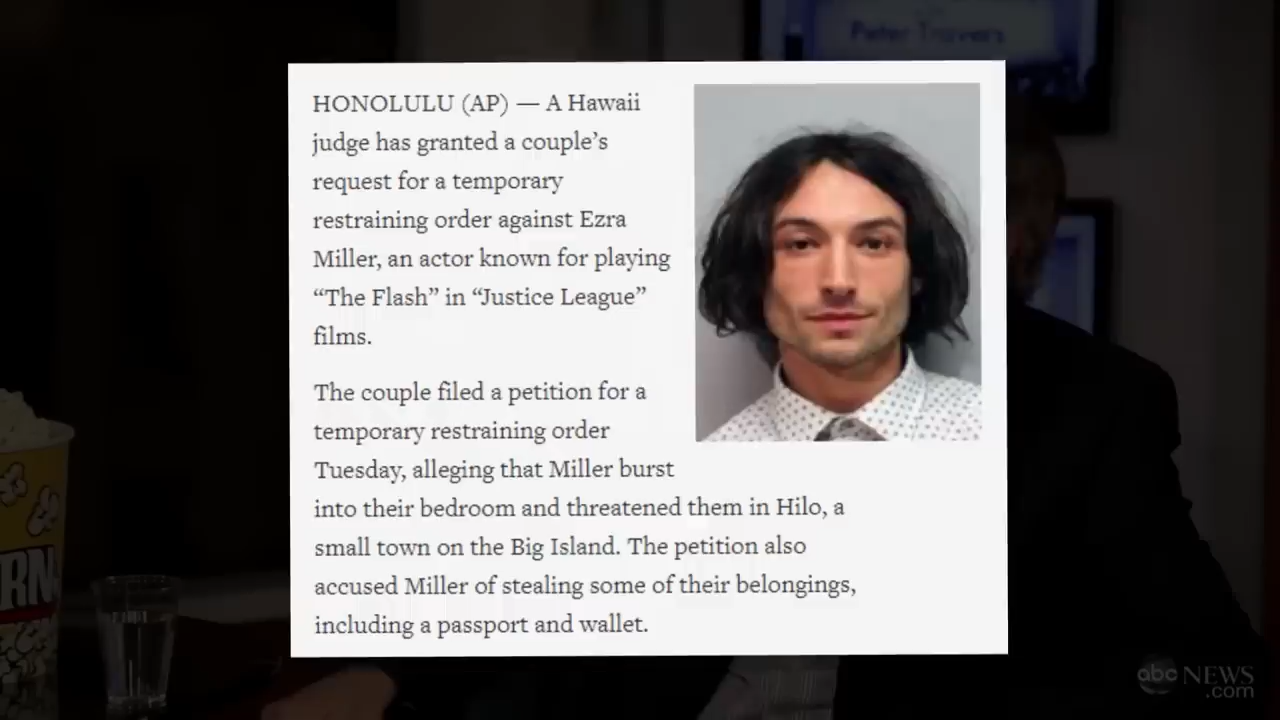 Peter Travers
HONOLULU (AP) — A Hawaii
judge has granted a couple’s
request for a temporary
restraining order against Ezra
Miller, an actor known for playing
“The Flash” in “Justice League”
films.
The couple filed a petition for a
temporary restraining order
Tuesday, alleging that Miller burst
into their bedroom and threatened them in Hilo, a
small town on the Big Island. The petition also
accused Miller of stealing some of their belongings,
including a passport and wallet.
RN
abc NEWS
.com